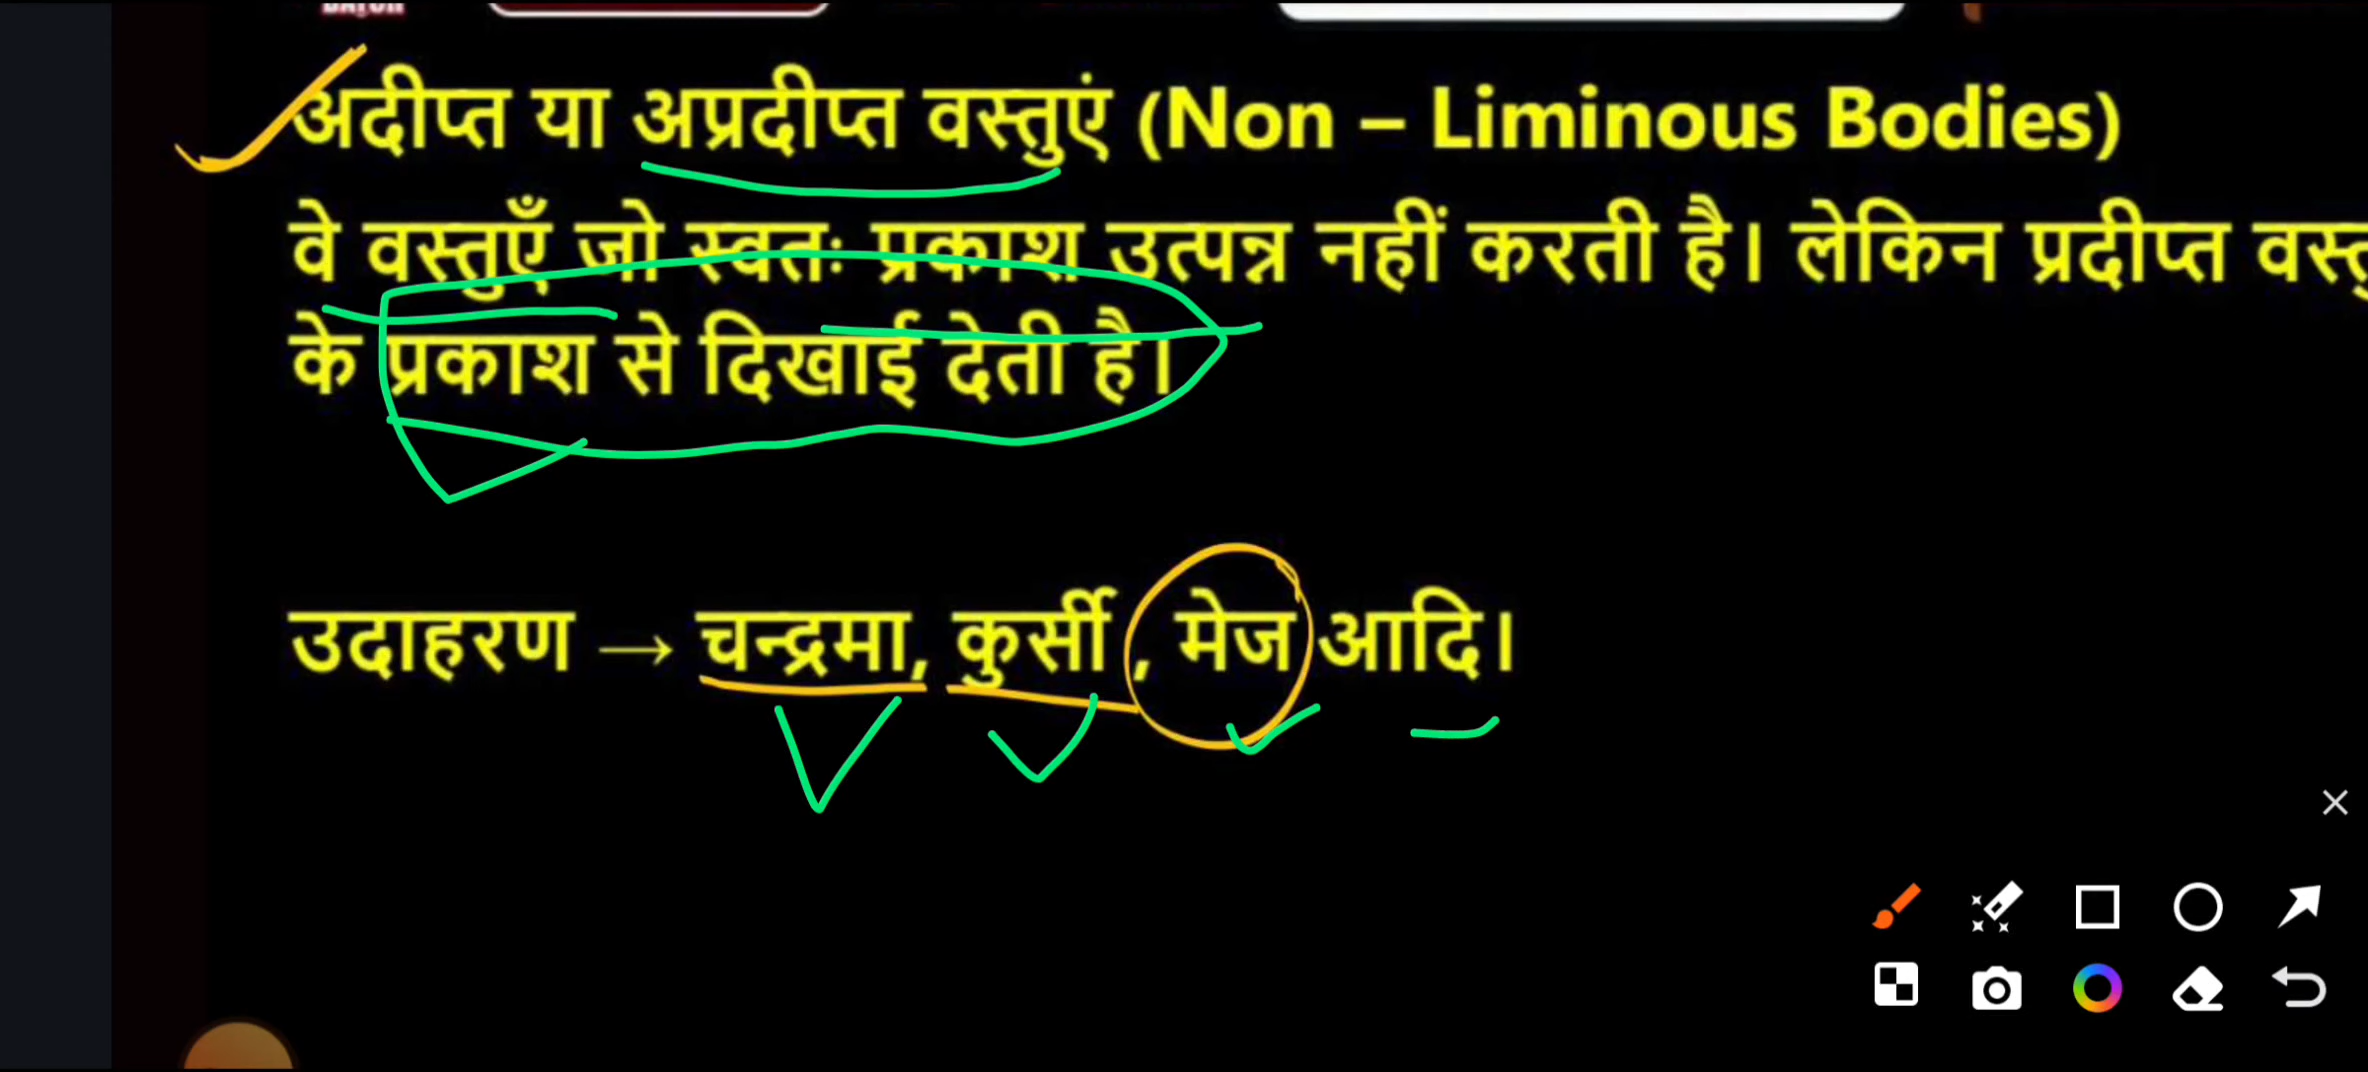 अदीप्त या अप्रदीप्त वस्तुएं (Non – Liminous Bodies)
वे वस्तुएँ जो स्वतः प्रकाश उत्पन्न नहीं करती है। लेकिन प्रदीप्त
के प्रकाश से दिखाई देती है।
उदाहरण → चन्द्रमा, कुर्सी , मेज आदि।